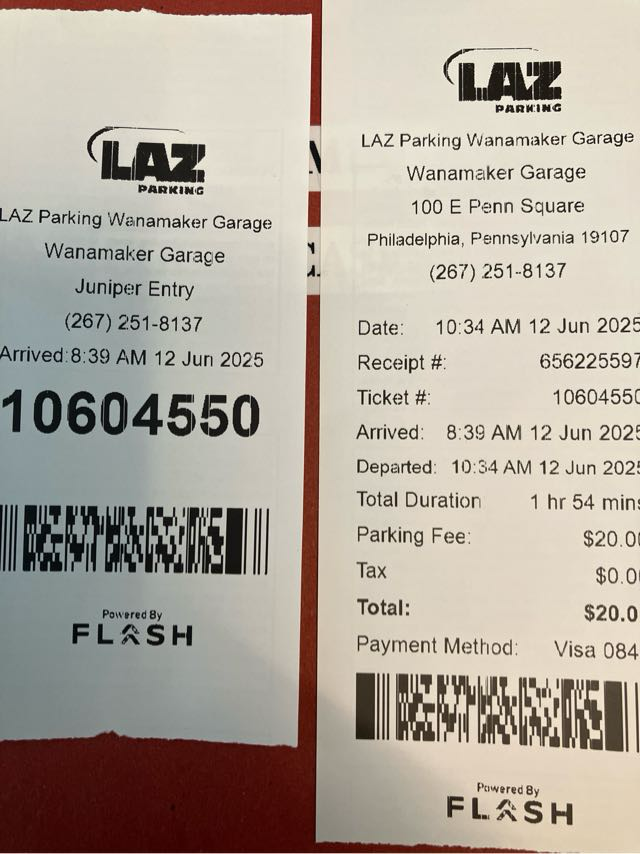 LAZ
PARKING
LAZ Parking Wanamaker Garage
Wanamaker Garage
Juniper Entry
(267) 251-8137
Arrived:8:39 AM 12 Jun 2025
10604550
Powered By
FLASH
LAZ
PARKING
LAZ Parking Wanamaker Garage
Wanamaker Garage
100 E Penn Square
Philadelphia, Pennsylvania 19107
(267) 251-8137
Date: 10:34 AM 12 Jun 2025
Receipt #: 656225597
Ticket #: 10604550
Arrived: 8:39 AM 12 Jun 2025
Departed: 10:34 AM 12 Jun 2025
Total Duration 1 hr 54 mins
Parking Fee: $20.00
Tax $0.0
Total: $20.0
Payment Method: Visa 084
Powered By
FLASH